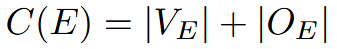 C(E) = |V_E| + |O_E|